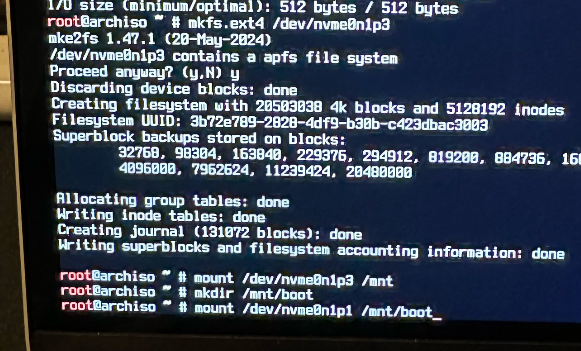 I/O size (minimum/optimal): 512 bytes / 512 bytes
root@archiso ~ # mkfs.ext4 /dev/nvme0n1p3
mke2fs 1.47.1 (20-May-2024)
/dev/nvme0n1p3 contains a apfs file system
Proceed anyway? (y,N) y
Discarding device blocks: done
Creating filesystem with 20503038 4k blocks and 5128192 inodes
Filesystem UUID: 3b72e789-2828-4df9-b30b-c423dbac3003
Superblock backups stored on blocks:
32768, 98304, 163840, 229376, 294912, 819200, 884736, 160
4096000, 7962624, 11239424, 20480000
Allocating group tables: done
Writing inode tables: done
Creating journal (131072 blocks): done
Writing superblocks and filesystem accounting information: done
root@archiso ~ # mount /dev/nvme0n1p3 /mnt
root@archiso ~ # mkdir /mnt/boot
root@archiso ~ # mount /dev/nvme0n1p1 /mnt/boot_